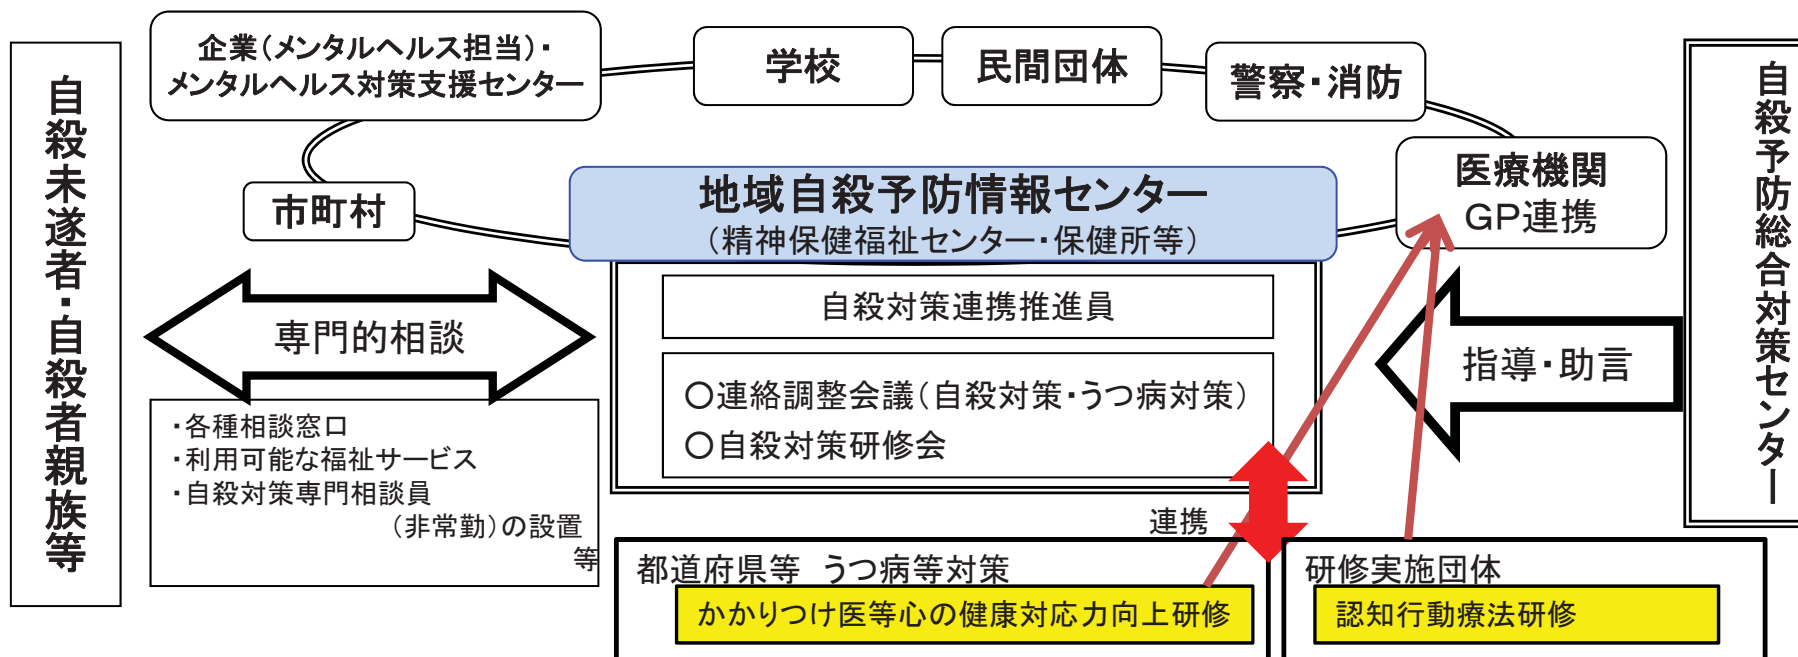 自殺未遂者・自殺者親族等
企業(メンタルヘルス担当)・
メンタルヘルス対策支援センター
学校
民間団体
警察・消防
医療機関
GP連携
市町村
地域自殺予防情報センター
(精神保健福祉センター・保健所等)
自殺対策連携推進員
○連絡調整会議(自殺対策・うつ病対策)
○自殺対策研修会
専門的相談
・各種相談窓口
・利用可能な福祉サービス
・自殺対策専門相談員
(非常勤)の設置
等
指導・助言
自殺予防総合対策センター
連携
都道府県等 うつ病等対策
かかりつけ医等心の健康対応力向上研修
研修実施団体
認知行動療法研修